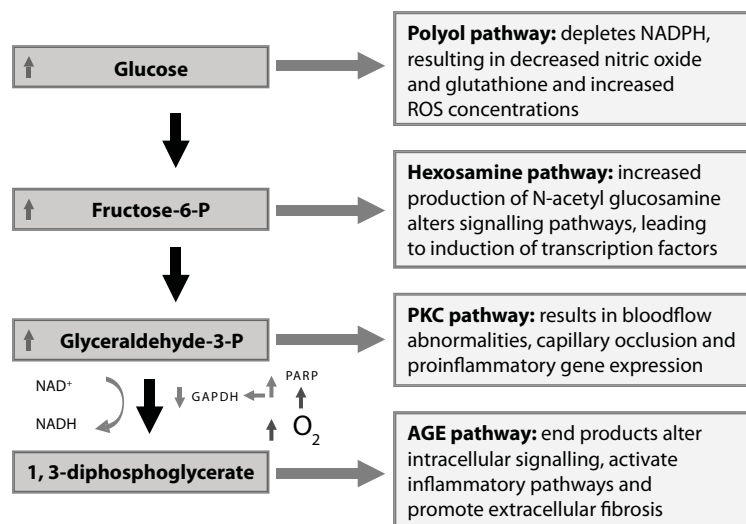 Glucose
Polyol pathway: depletes NADPH,
resulting in decreased nitric oxide
and glutathione and increased
ROS concentrations
Fructose-6-P
Hexosamine pathway: increased
production of N-acetyl glucosamine
alters signalling pathways, leading
to induction of transcription factors
Glyceraldehyde-3-P
PKC pathway: results in bloodflow
abnormalities, capillary occlusion and
proinflammatory gene expression
NAD⁺
NADH
GAPDH
PARP
O₂
1, 3-diphosphoglycerate
AGE pathway: end products alter
intracellular signalling, activate
inflammatory pathways and
promote extracellular fibrosis